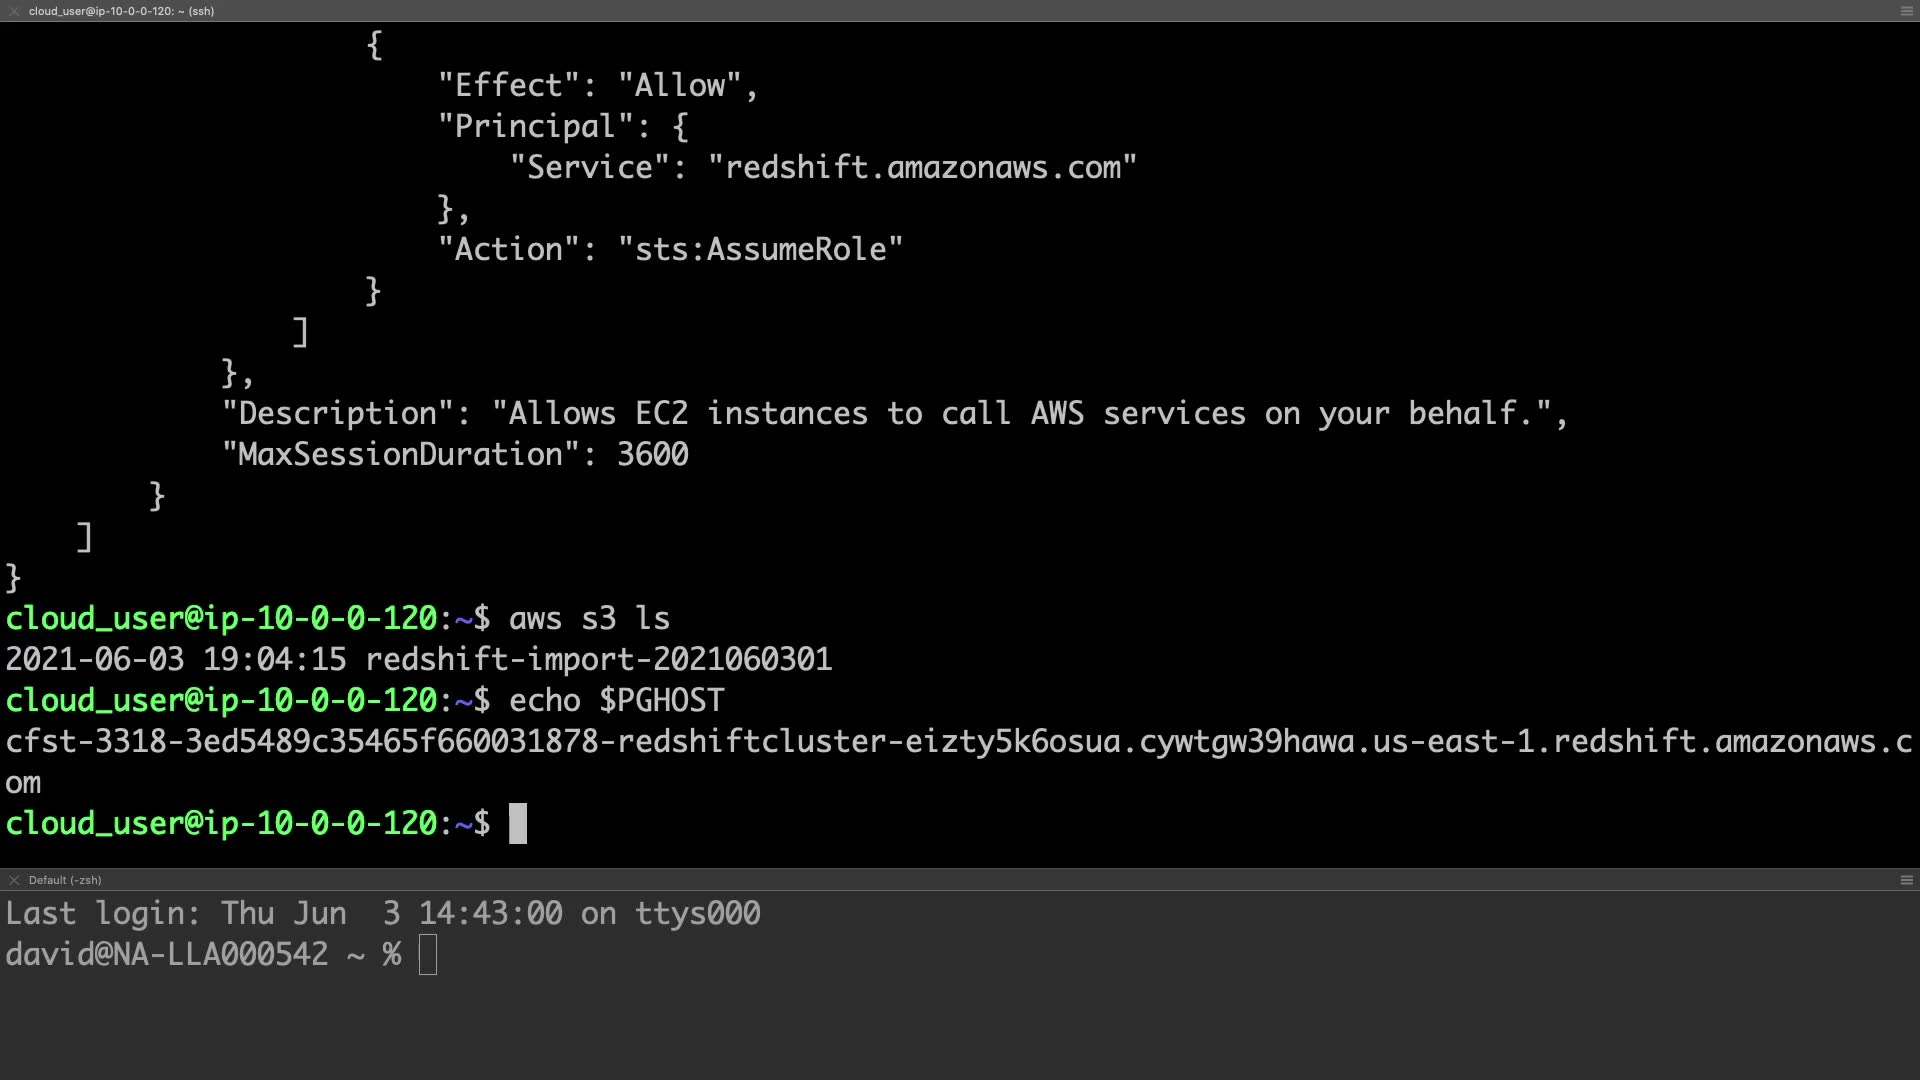 cloud_user@ip-10-0-0-120: ~ (ssh)
{
"Effect": "Allow",
"Principal": {
"Service": "redshift.amazonaws.com"
},
"Action": "sts:AssumeRole"
}
]
},
"Description": "Allows EC2 instances to call AWS services on your behalf.",
"MaxSessionDuration": 3600
}
]
}
cloud_user@ip-10-0-0-120:~$ aws s3 ls
2021-06-03 19:04:15 redshift-import-2021060301
cloud_user@ip-10-0-0-120:~$ echo $PGHOST
cfst-3318-3ed5489c35465f660031878-redshiftcluster-eizty5k6osua.cywtgw39hawa.us-east-1.redshift.amazonaws.c
om
cloud_user@ip-10-0-0-120:~$
Default (-zsh)
Last login: Thu Jun  3 14:43:00 on ttys000
david@NA-LLA000542 ~ %